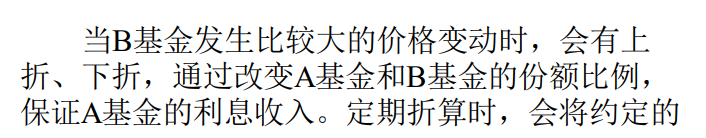 当B基金发生比较大的价格变动时，会有上
折、下折，通过改变A基金和B基金的份额比例，
保证A基金的利息收入。定期折算时，会将约定的